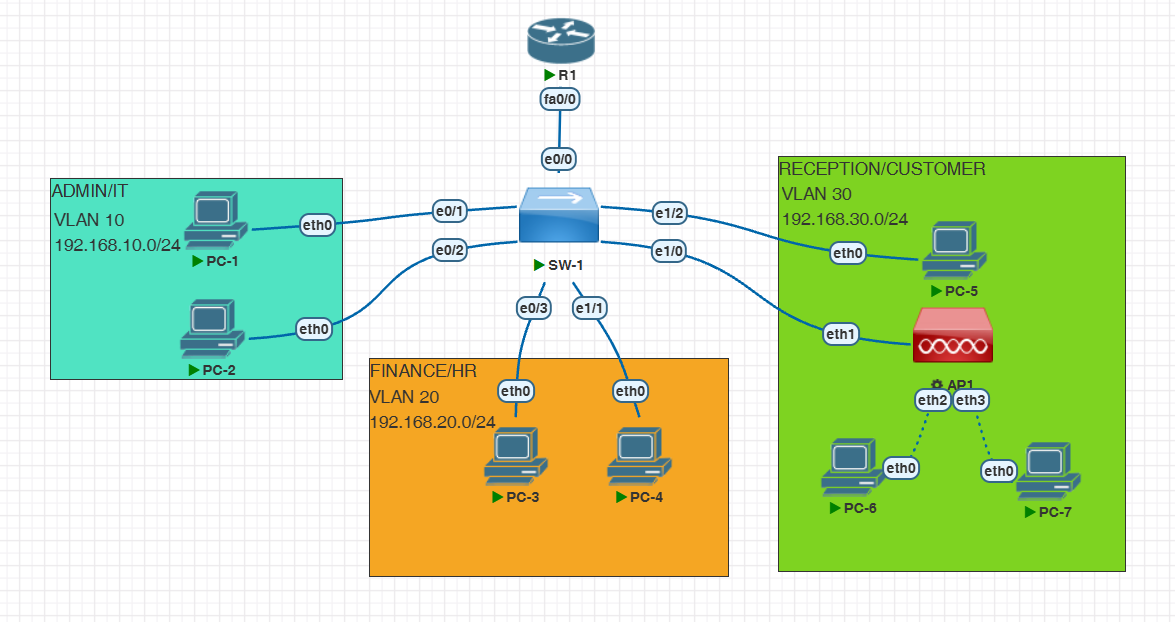 R1
fa0/0
e0/0
ADMIN/IT
VLAN 10
192.168.10.0/24
PC-1
eth0
e0/1
e0/2
eth0
PC-2
SW-1
e1/2
e1/0
e0/3
e1/1
RECEPTION/CUSTOMER
VLAN 30
192.168.30.0/24
eth0
PC-5
eth1
AP1
eth2
eth3
eth0
eth0
PC-6
PC-7
FINANCE/HR
VLAN 20
192.168.20.0/24
eth0
eth0
PC-3
PC-4